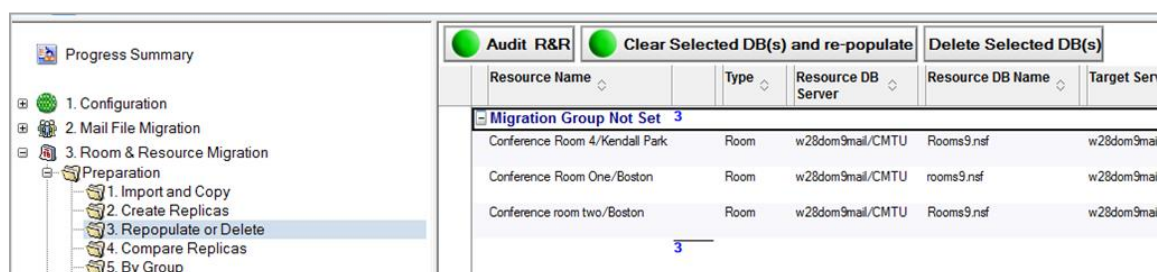 Audit R&R Clear Selected DB(s) and re-populate Delete Selected DB(s)
Progress Summary
1. Configuration
2. Mail File Migration
3. Room & Resource Migration
Preparation
1. Import and Copy
2. Create Replicas
3. Repopulate or Delete
4. Compare Replicas
5. By Group
Resource Name Type Resource DB Server Resource DB Name Target Serv
Migration Group Not Set 3
Conference Room 4/Kendall Park Room w28dom9mail/CMTU Rooms9.nsf w28dom9mai
Conference Room One/Boston Room w28dom9mail/CMTU rooms9.nsf w28dom9mai
Conference room two/Boston Room w28dom9mail/CMTU Rooms9.nsf w28dom9mai
3